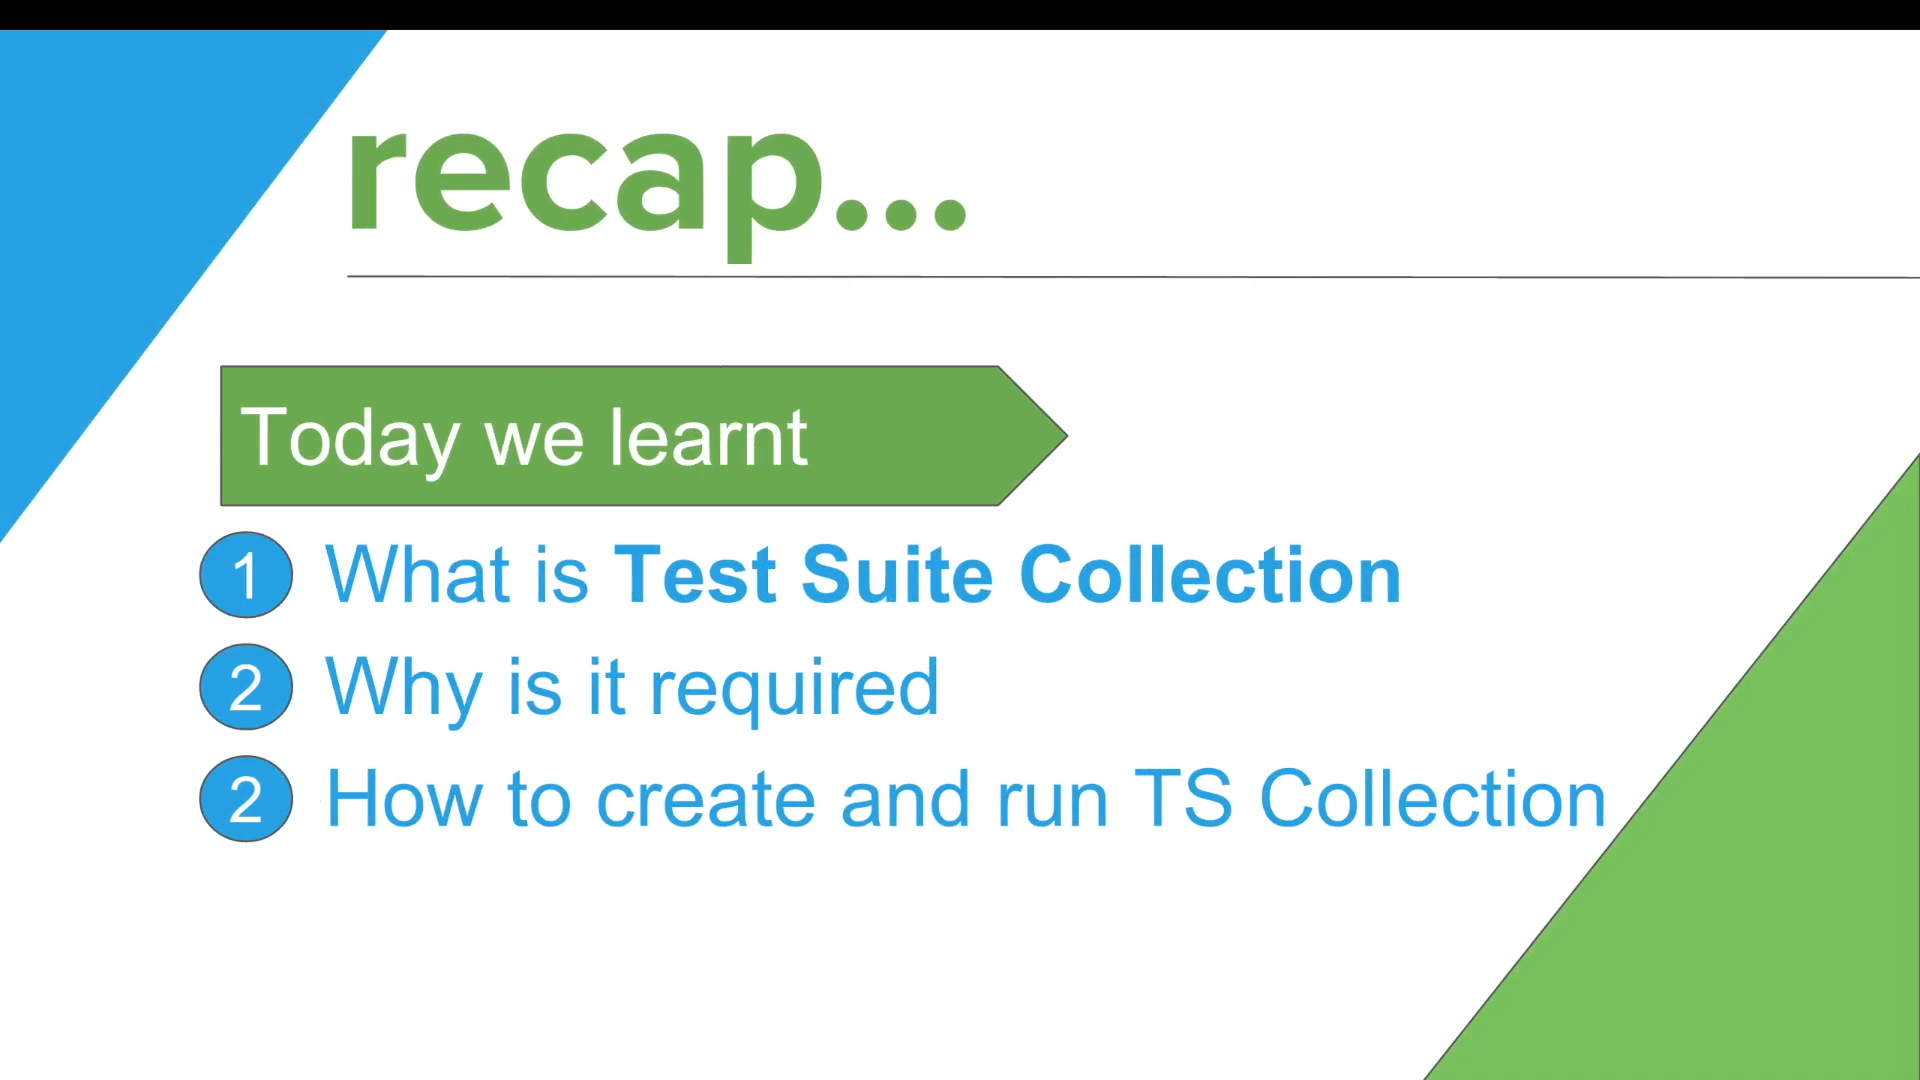 recap...
Today we learnt
1 What is Test Suite Collection
2 Why is it required
2 How to create and run TS Collection